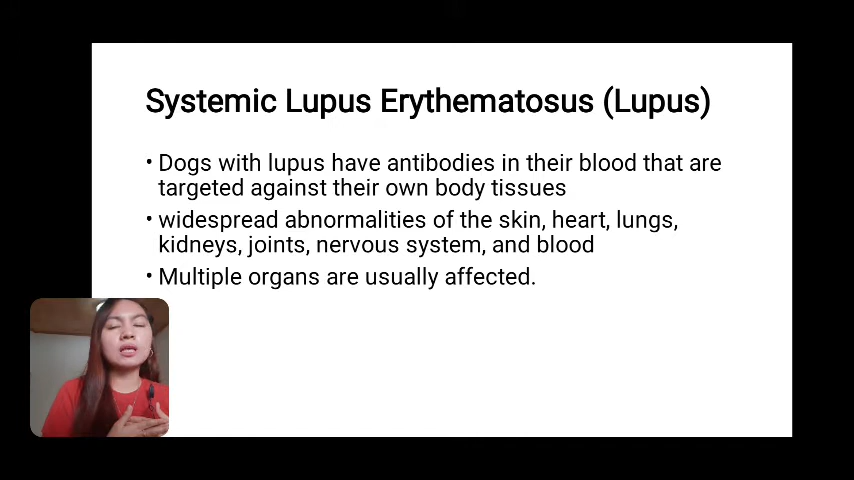 Systemic Lupus Erythematosus (Lupus)
• Dogs with lupus have antibodies in their blood that are
targeted against their own body tissues
• widespread abnormalities of the skin, heart, lungs,
kidneys, joints, nervous system, and blood
• Multiple organs are usually affected.